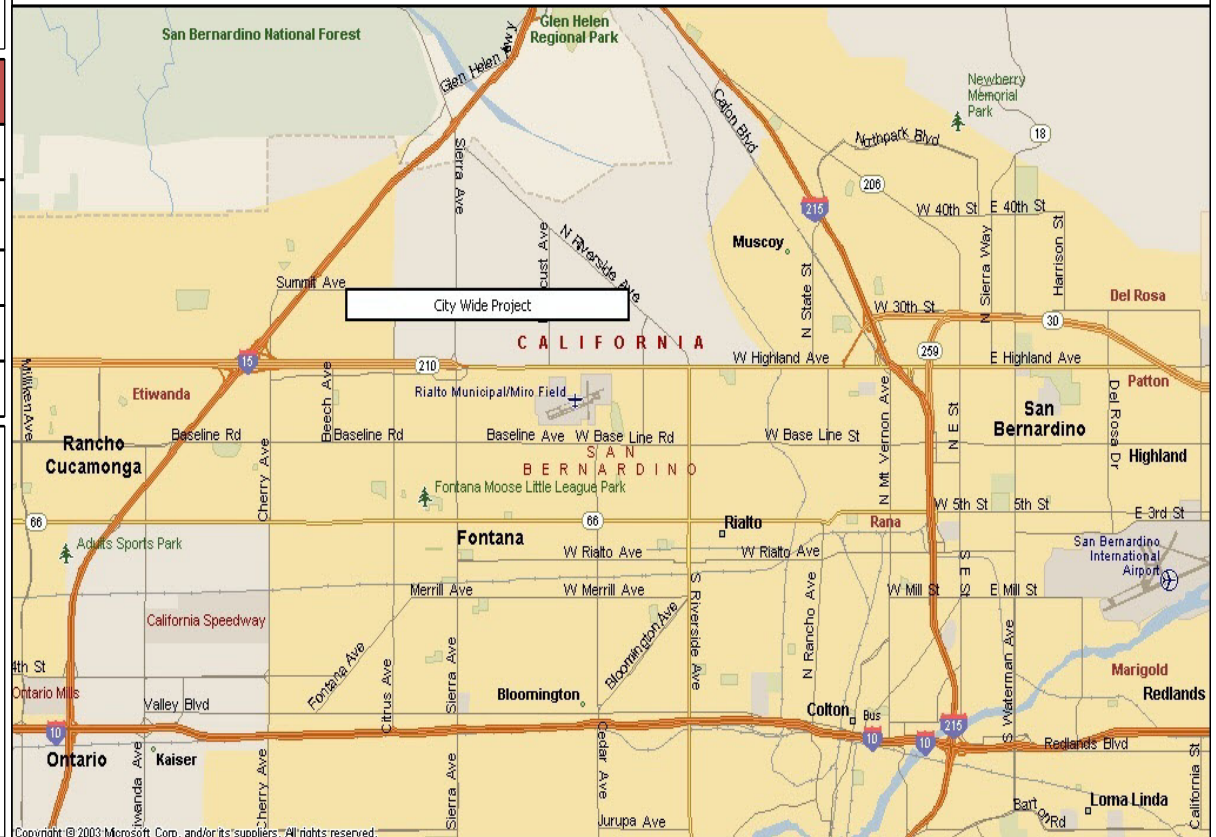 San Bernardino National Forest
Glen Helen Hwy
Glen Helen
Regional Park
Newberry
Memorial
Park
18
Cajon Blvd
Northpark Blvd
Sierra Ave
206
215
W 40th St
E 40th St
N Riverside Ave
Muscoy
N State St
N Sierra Way
Harrison St
Summit Ave
City Wide Project
Del Rosa
W 30th St
30
CALIFORNIA
15
210
W Highland Ave
259
E Highland Ave
Milliken Ave
Etiwanda
Beech Ave
Rialto Municipal/Miro Field
Patton
Rancho
Cucamonga
Baseline Rd
Baseline Rd
Baseline Ave
W Base Line Rd
W Base Line St
N Mt Vernon Ave
N E St
San
Bernardino
Del Rosa Dr
Highland
SAN
BERNARDINO
Cherry Ave
Fontana Moose Little League Park
W 5th St
5th St
E 3rd St
66
66
Rialto
Rana
Adults Sports Park
Fontana
W Rialto Ave
W Rialto Ave
San Bernardino
International
Airport
Merrill Ave
W Merrill Ave
S Riverside Ave
N Rancho Ave
W Mill St
S E St
E Mill St
California Speedway
Fontana Ave
Citrus Ave
Sierra Ave
Bloomington Ave
S Waterman Ave
4th St
Marigold
Ontario Mills
Valley Blvd
Bloomington
Redlands
Colton
Bus
10
10
10
215
Redlands Blvd
Ontario
Kaiser
Cherry Ave
Sierra Ave
Cedar Ave
California St
Barton Rd
Loma Linda
Jurupa Ave
Copyright © 2003 Microsoft Corp. and/or its suppliers. All rights reserved.